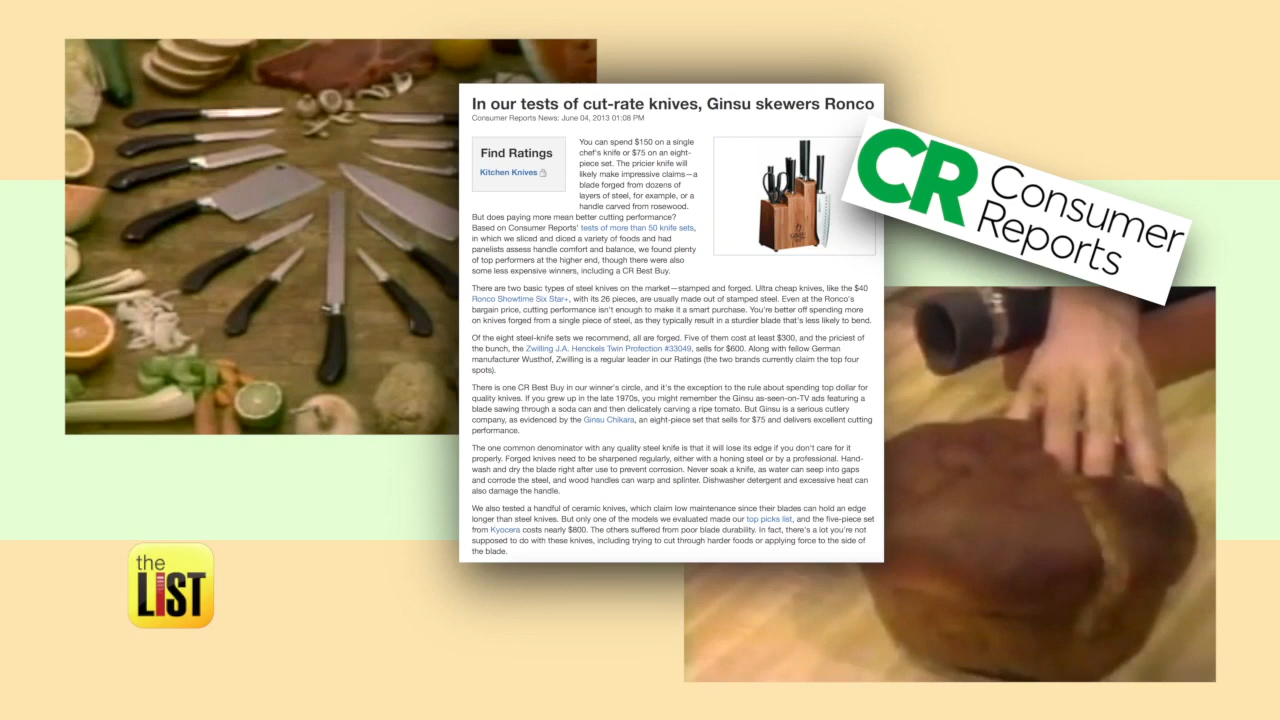 In our tests of cut-rate knives, Ginsu skewers Ronco
Consumer Reports News: June 04, 2013 01:08 PM
Find Ratings
Kitchen Knives
You can spend $150 on a single
chef's knife or $75 on an eight-
piece set. The pricier knife will
likely make impressive claims—a
blade forged from dozens of
layers of steel, for example, or a
handle carved from rosewood.
But does paying more mean better cutting performance?
Based on Consumer Reports' tests of more than 50 knife sets,
in which we sliced and diced a variety of foods and had
panelists assess handle comfort and balance, we found plenty
of top performers at the higher end, though there were also
some less expensive winners, including a CR Best Buy.
There are two basic types of steel knives on the market—stamped and forged. Ultra cheap knives, like the $40
Ronco Showtime Six Star+, with its 26 pieces, are usually made out of stamped steel. Even at the Ronco's
bargain price, cutting performance isn't enough to make it a smart purchase. You're better off spending more
on knives forged from a single piece of steel, as they typically result in a sturdier blade that's less likely to bend.
Of the eight steel-knife sets we recommend, all are forged. Five of them cost at least $300, and the priciest of
the bunch, the Zwilling J.A. Henckels Twin Profection #33049, sells for $600. Along with fellow German
manufacturer Wusthof, Zwilling is a regular leader in our Ratings (the two brands currently claim the top four
spots).
There is one CR Best Buy in our winner's circle, and it's the exception to the rule about spending top dollar for
quality knives. If you grew up in the late 1970s, you might remember the Ginsu as-seen-on-TV ads featuring a
blade sawing through a soda can and then delicately carving a ripe tomato. But Ginsu is a serious cutlery
company, as evidenced by the Ginsu Chikara, an eight-piece set that sells for $75 and delivers excellent cutting
performance.
The one common denominator with any quality steel knife is that it will lose its edge if you don't care for it
properly. Forged knives need to be sharpened regularly, either with a honing steel or by a professional. Hand-
wash and dry the blade right after use to prevent corrosion. Never soak a knife, as water can seep into gaps
and corrode the steel, and wood handles can warp and splinter. Dishwasher detergent and excessive heat can
also damage the handle.
We also tested a handful of ceramic knives, which claim low maintenance since their blades can hold an edge
longer than steel knives. But only one of the models we evaluated made our top picks list, and the five-piece set
from Kyocera costs nearly $800. The others suffered from poor blade durability. In fact, there's a lot you're not
supposed to do with these knives, including trying to cut through harder foods or applying force to the side of
the blade.
CR Consumer
Reports
the
LIST